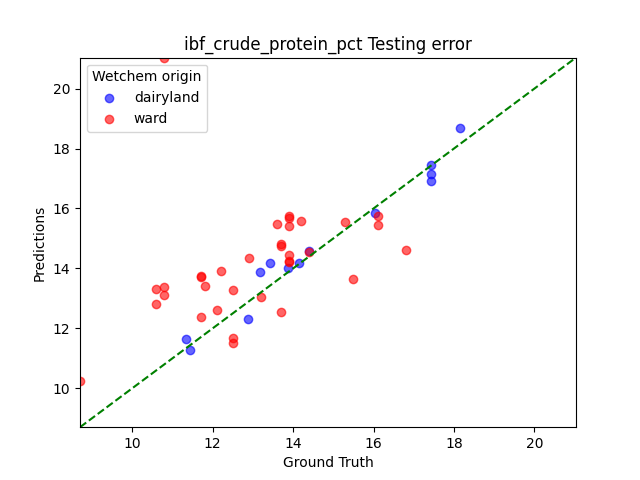 ibf_crude_protein_pct Testing error
Wetchem origin
dairyland
ward
Predictions
20
18
16
14
12
10
10
12
14
16
18
20
Ground Truth